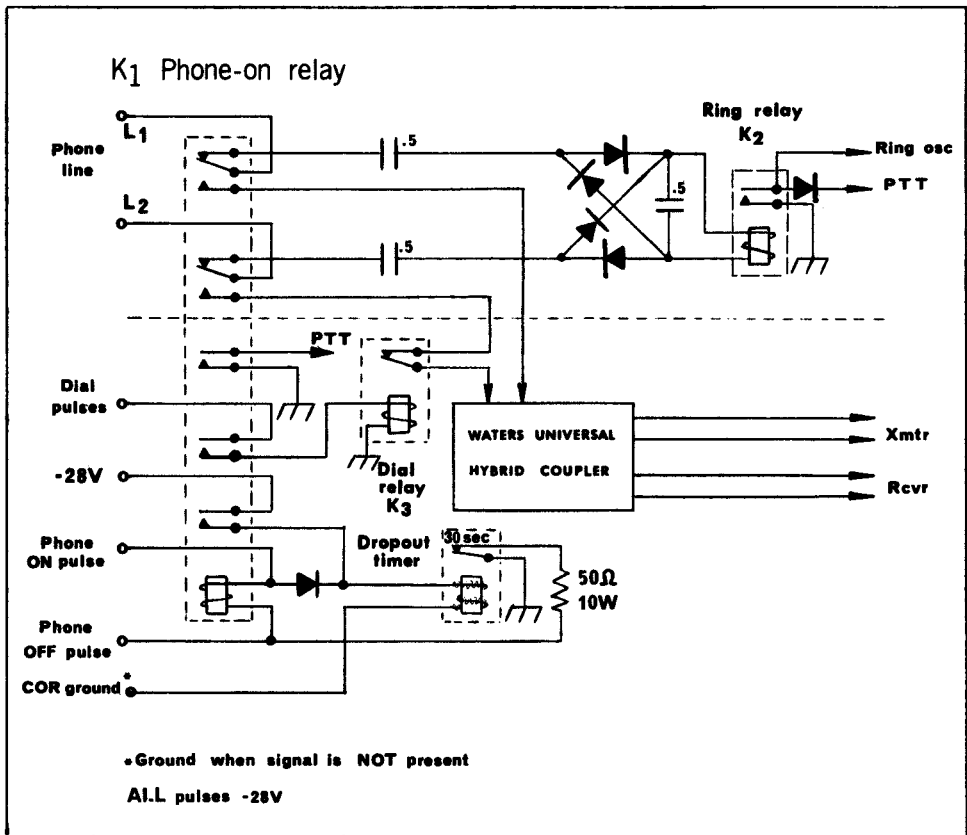 K1 Phone-on relay
L1
Phone
line
L2
.5
.5
.5
Ring relay
K2
Ring osc
PTT
PTT
Dial
pulses
-28V
Dial
relay
K3
WATERS UNIVERSAL
HYBRID COUPLER
Xmtr
Rcvr
Phone
ON pulse
Dropout
timer
30sec
50Ω
10W
Phone
OFF pulse
COR ground*
*Ground when signal is NOT present
ALL pulses -28V